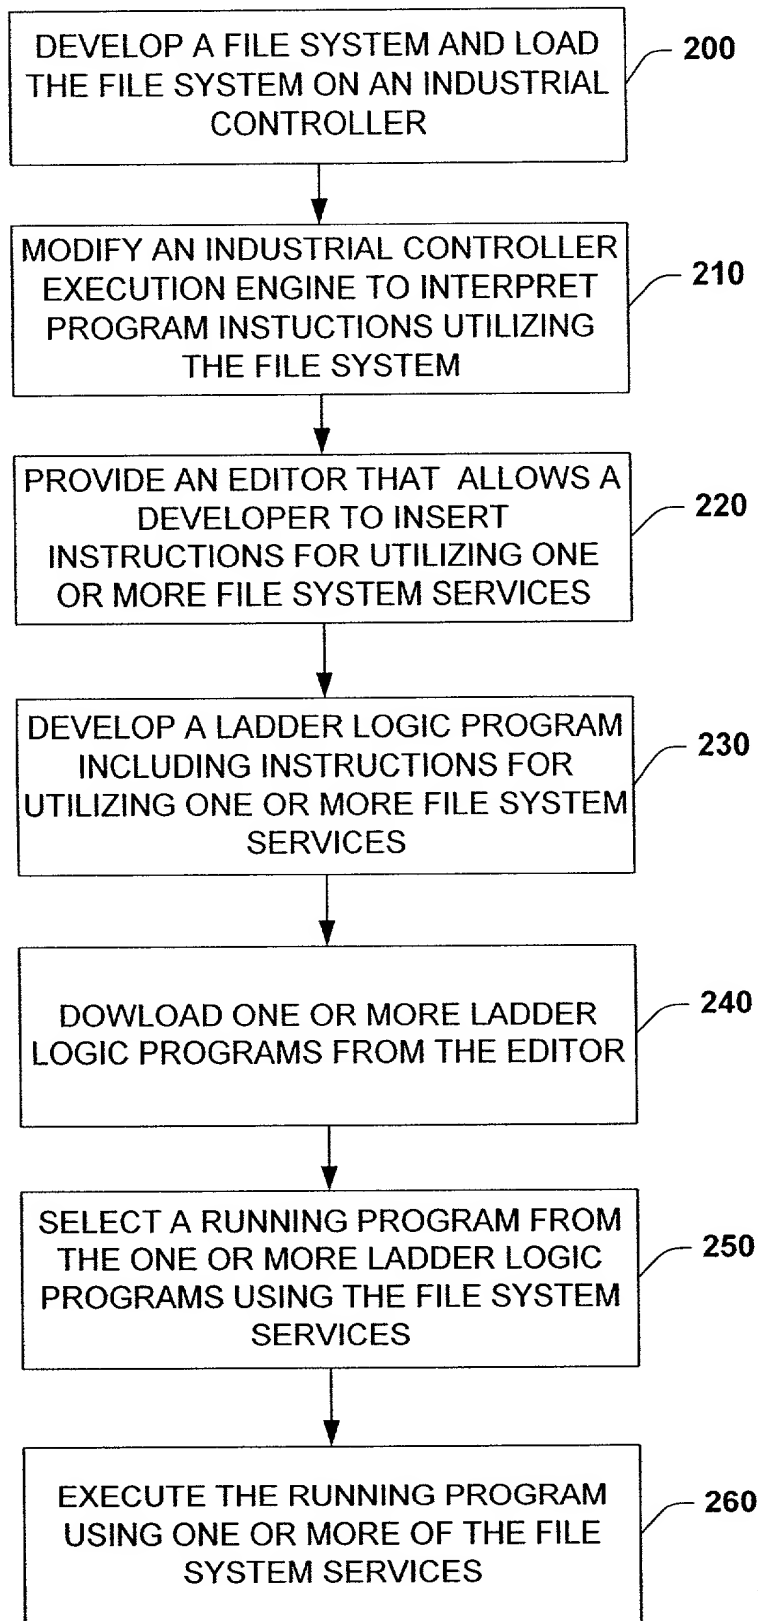 DEVELOP A FILE SYSTEM AND LOAD
THE FILE SYSTEM ON AN INDUSTRIAL
CONTROLLER
200
MODIFY AN INDUSTRIAL CONTROLLER
EXECUTION ENGINE TO INTERPRET
PROGRAM INSTUCTIONS UTILIZING
THE FILE SYSTEM
210
PROVIDE AN EDITOR THAT ALLOWS A
DEVELOPER TO INSERT
INSTRUCTIONS FOR UTILIZING ONE
OR MORE FILE SYSTEM SERVICES
220
DEVELOP A LADDER LOGIC PROGRAM
INCLUDING INSTRUCTIONS FOR
UTILIZING ONE OR MORE FILE SYSTEM
SERVICES
230
DOWLOAD ONE OR MORE LADDER
LOGIC PROGRAMS FROM THE EDITOR
240
SELECT A RUNNING PROGRAM FROM
THE ONE OR MORE LADDER LOGIC
PROGRAMS USING THE FILE SYSTEM
SERVICES
250
EXECUTE THE RUNNING PROGRAM
USING ONE OR MORE OF THE FILE
SYSTEM SERVICES
260